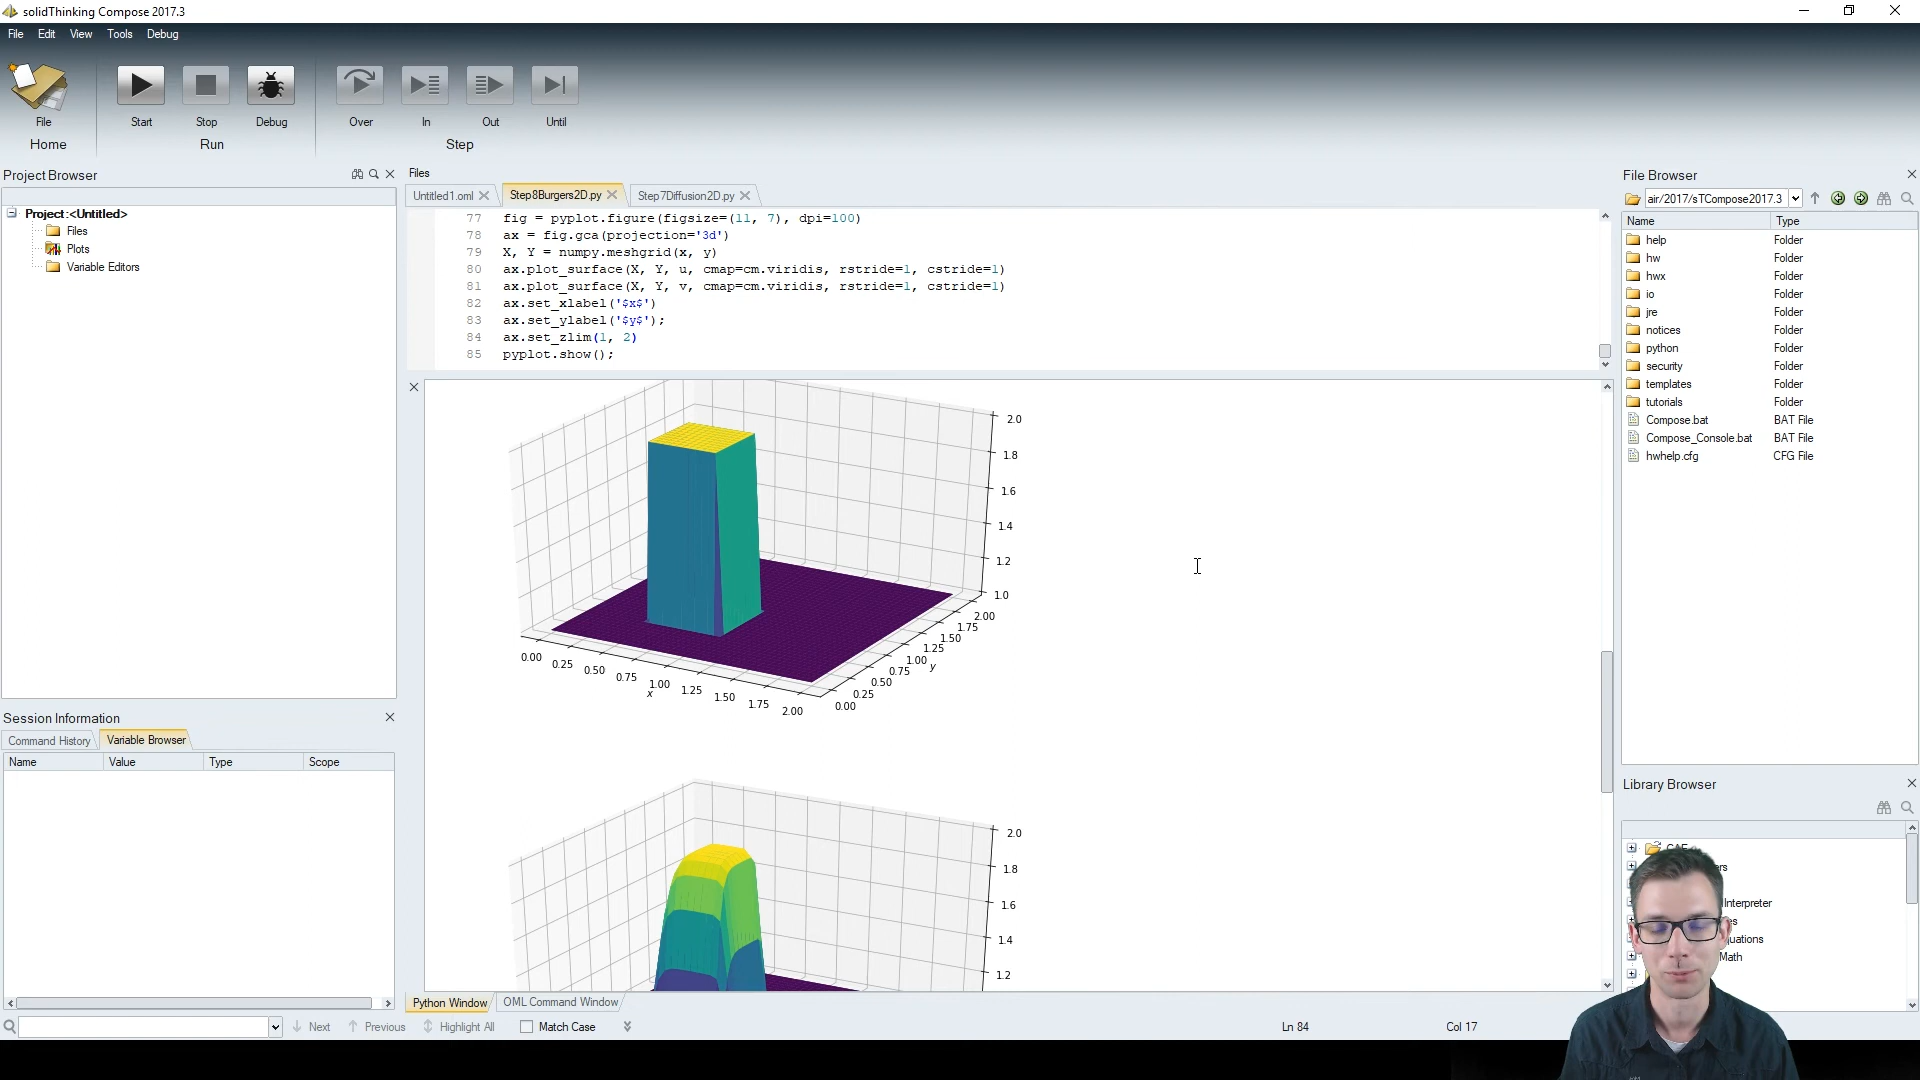 solidThinking Compose 2017.3
File Edit View Tools Debug
File Start Stop Debug Over In Out Until
Home Run Step
Project Browser
Project:<Untitled>
Files
Plots
Variable Editors
Session Information
Command History Variable Browser
Name Value Type Scope
Files
Untitled1.oml Step8Burgers2D.py Step7Diffusion2D.py
77 fig = pyplot.figure(figsize=(11, 7), dpi=100)
78 ax = fig.gca(projection='3d')
79 X, Y = numpy.meshgrid(x, y)
80 ax.plot_surface(X, Y, u, cmap=cm.viridis, rstride=1, cstride=1)
81 ax.plot_surface(X, Y, v, cmap=cm.viridis, rstride=1, cstride=1)
82 ax.set_xlabel('$x$')
83 ax.set_ylabel('$y$');
84 ax.set_zlim(1, 2)
85 pyplot.show();
2.0
1.8
1.6
1.4
1.2
1.0
2.00
1.75
1.50
1.25
1.00
y
0.75
0.50
0.25
0.00
0.00
0.25
0.50
0.75
1.00
x
1.25
1.50
1.75
2.00
2.0
1.8
1.6
1.4
1.2
Python Window OML Command Window
Next Previous Highlight All Match Case Ln 84 Col 17
File Browser
air/2017/sTCompose2017.3
Name Type
help Folder
hw Folder
hwx Folder
io Folder
jre Folder
notices Folder
python Folder
security Folder
templates Folder
tutorials Folder
Compose.bat BAT File
Compose_Console.bat BAT File
hwhelp.cfg CFG File
Library Browser
Interpreter
Math